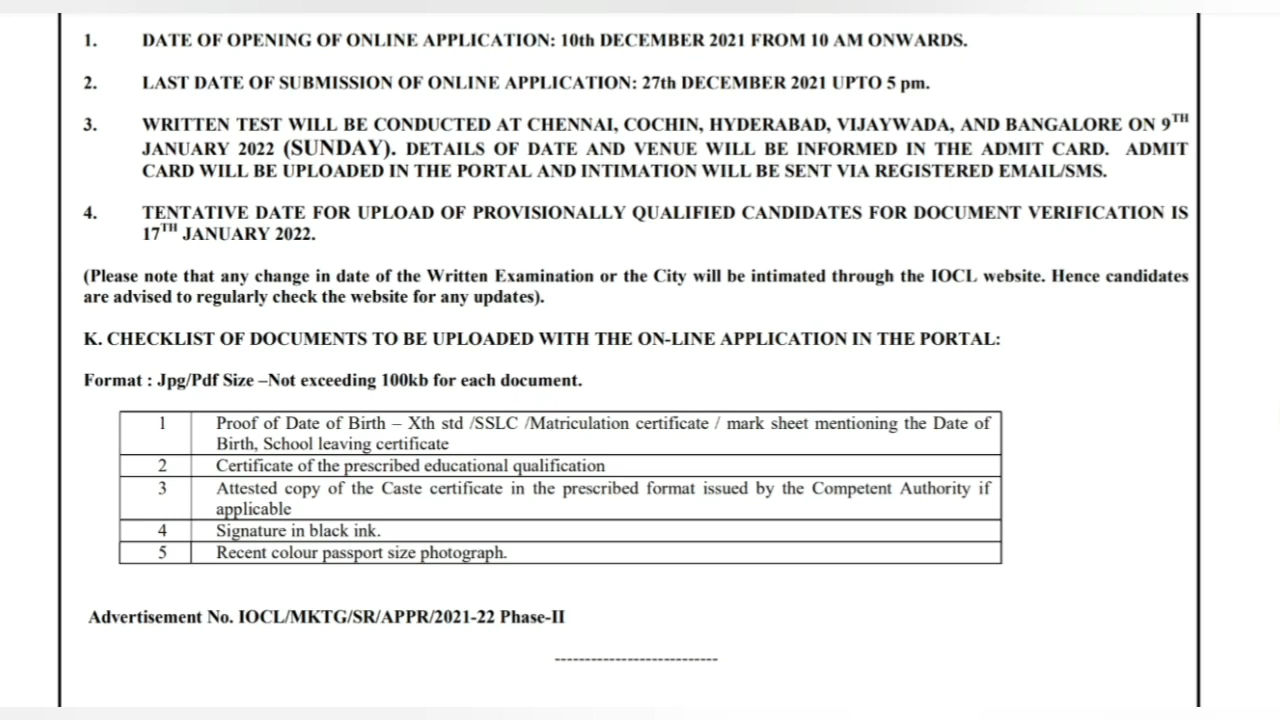 1. DATE OF OPENING OF ONLINE APPLICATION: 10th DECEMBER 2021 FROM 10 AM ONWARDS.
2. LAST DATE OF SUBMISSION OF ONLINE APPLICATION: 27th DECEMBER 2021 UPTO 5 pm.
3. WRITTEN TEST WILL BE CONDUCTED AT CHENNAI, COCHIN, HYDERABAD, VIJAYWADA, AND BANGALORE ON 9TH
JANUARY 2022 (SUNDAY). DETAILS OF DATE AND VENUE WILL BE INFORMED IN THE ADMIT CARD. ADMIT
CARD WILL BE UPLOADED IN THE PORTAL AND INTIMATION WILL BE SENT VIA REGISTERED EMAIL/SMS.
4. TENTATIVE DATE FOR UPLOAD OF PROVISIONALLY QUALIFIED CANDIDATES FOR DOCUMENT VERIFICATION IS
17TH JANUARY 2022.
(Please note that any change in date of the Written Examination or the City will be intimated through the IOCL website. Hence candidates
are advised to regularly check the website for any updates).
K. CHECKLIST OF DOCUMENTS TO BE UPLOADED WITH THE ON-LINE APPLICATION IN THE PORTAL:
Format : Jpg/Pdf Size –Not exceeding 100kb for each document.
1 Proof of Date of Birth – Xth std /SSLC /Matriculation certificate / mark sheet mentioning the Date of
Birth, School leaving certificate
2 Certificate of the prescribed educational qualification
3 Attested copy of the Caste certificate in the prescribed format issued by the Competent Authority if
applicable
4 Signature in black ink.
5 Recent colour passport size photograph.
Advertisement No. IOCL/MKTG/SR/APPR/2021-22 Phase-II
---------------------------